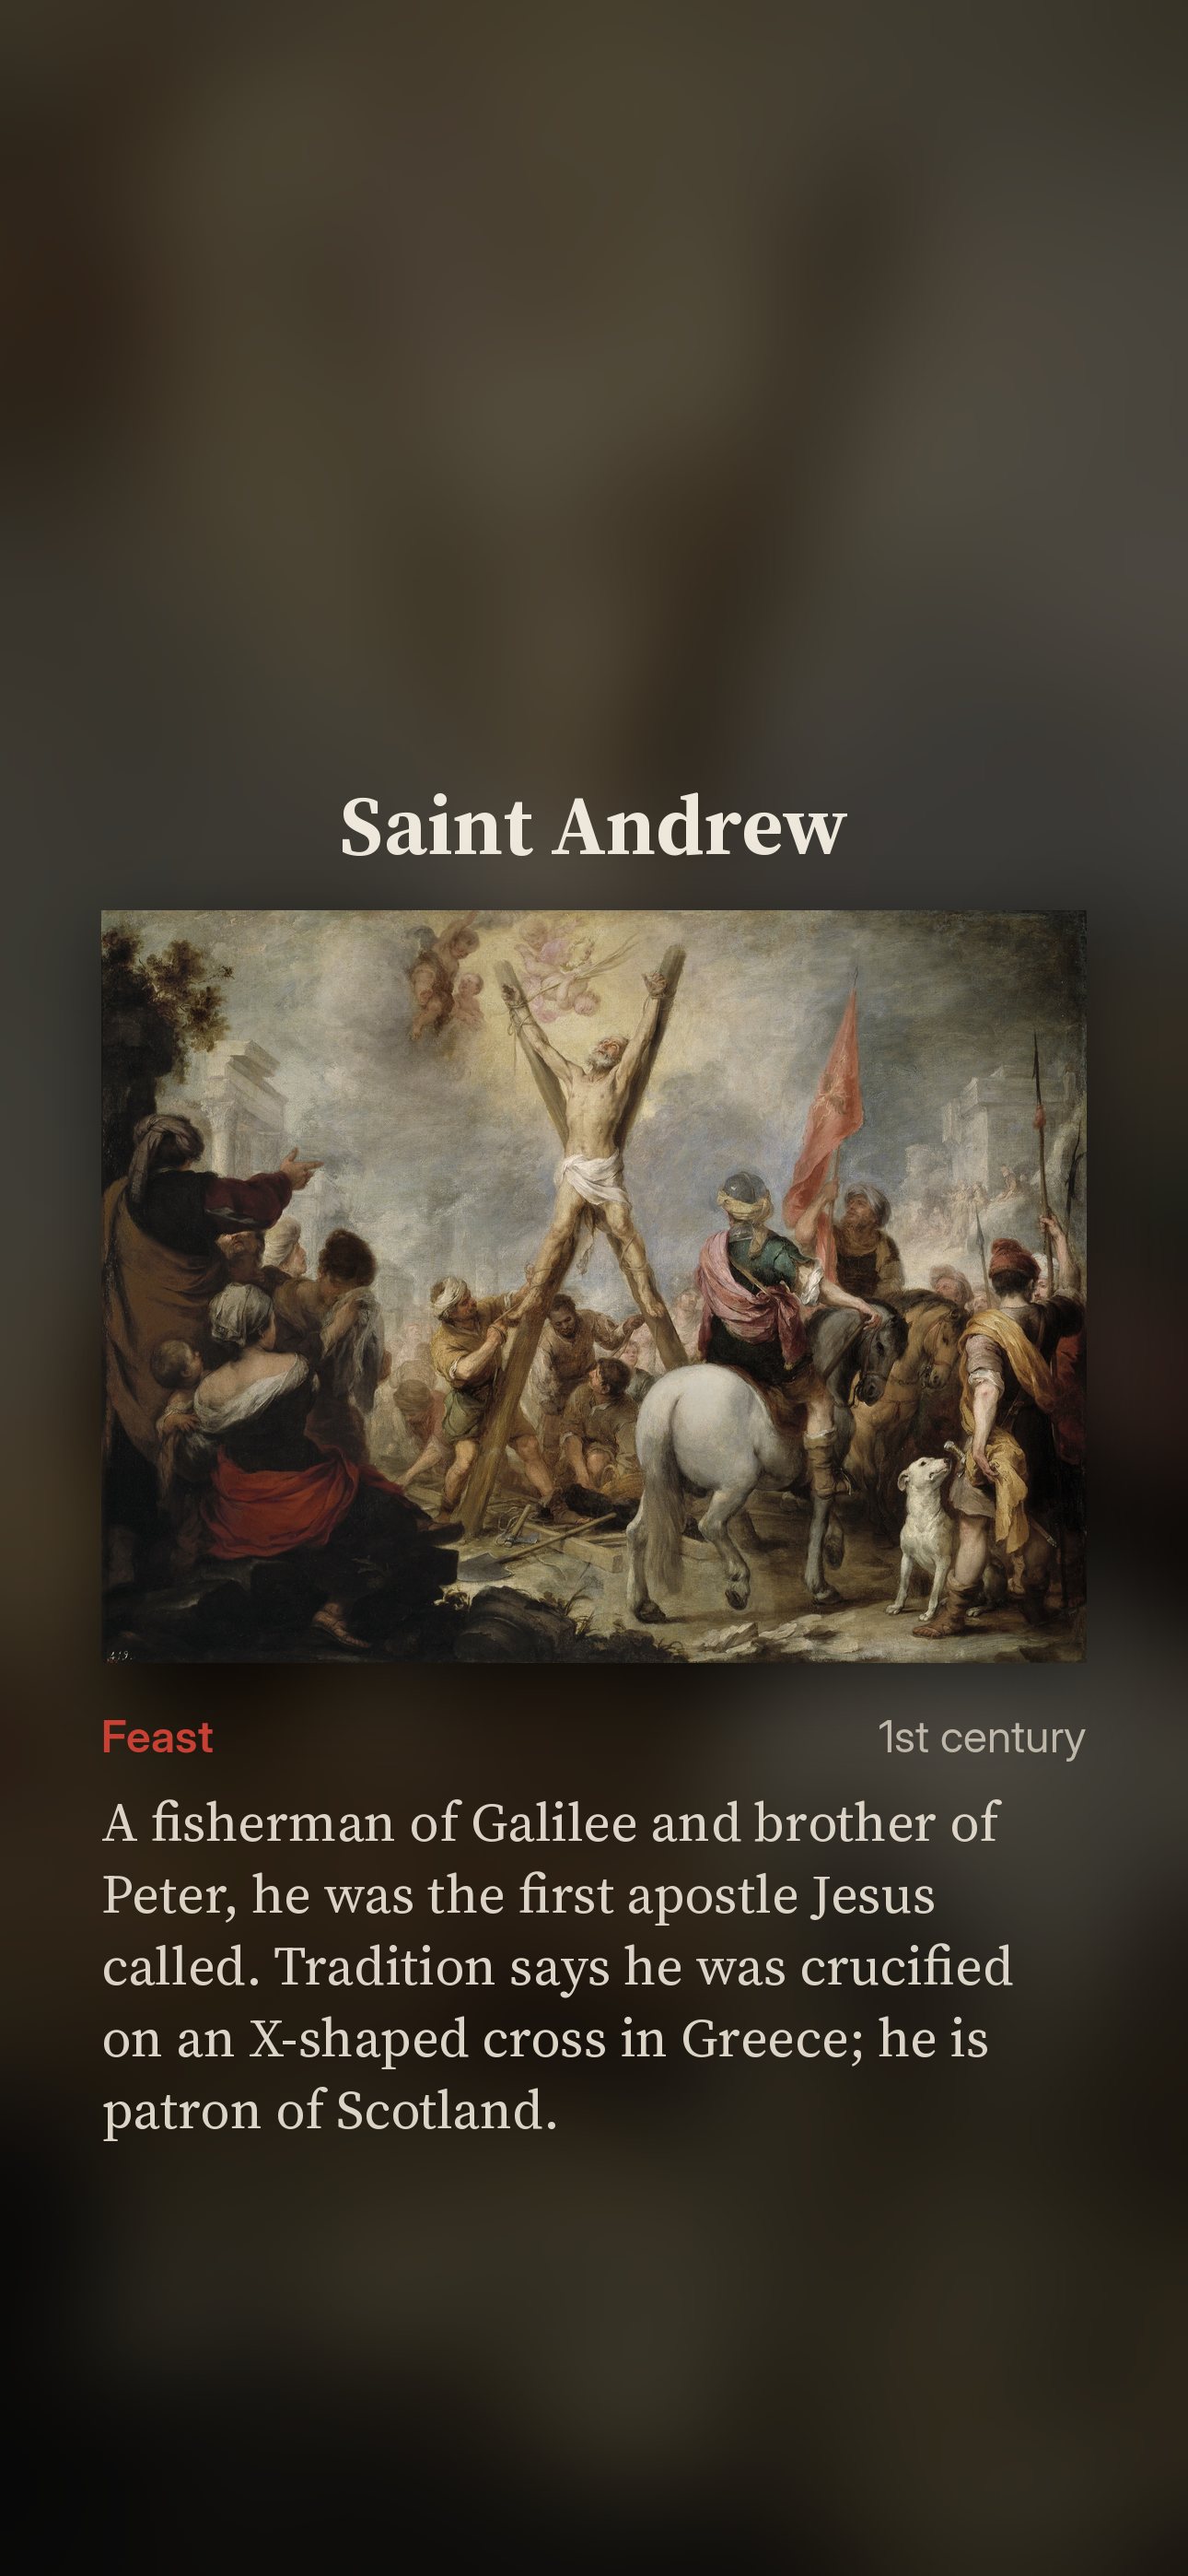 Saint Andrew
Feast
1st century
A fisherman of Galilee and brother of
Peter, he was the first apostle Jesus
called. Tradition says he was crucified
on an X-shaped cross in Greece; he is
patron of Scotland.